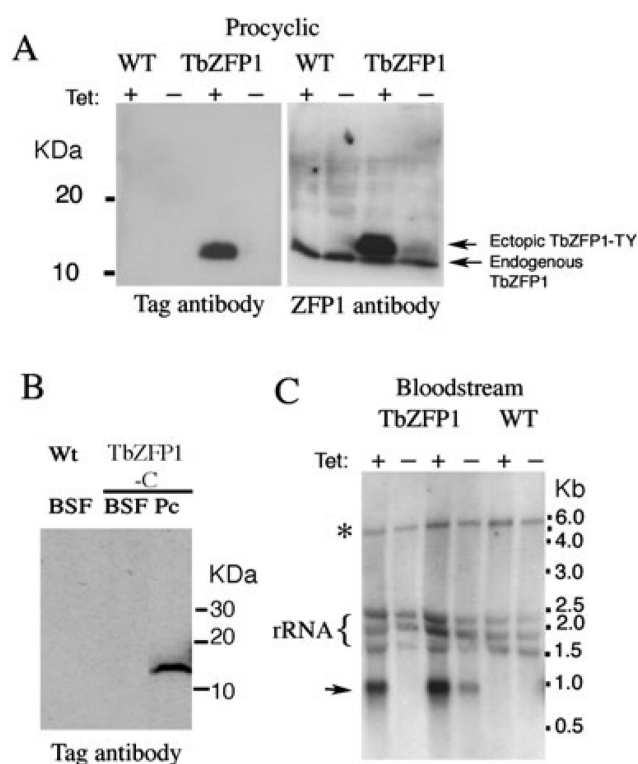 A
Procyclic
WT TbZFP1 WT TbZFP1
Tet: + − + − + − + −
KDa
20
10
Ectopic TbZFP1-TY
Endogenous
TbZFP1
Tag antibody ZFP1 antibody
B
Wt TbZFP1
-C
BSF BSF Pc
KDa
30
20
10
Tag antibody
C
Bloodstream
TbZFP1 WT
Tet: + − + − + −
Kb
*
6.0
4.0
3.0
2.5
rRNA {
2.0
1.5
1.0
0.5